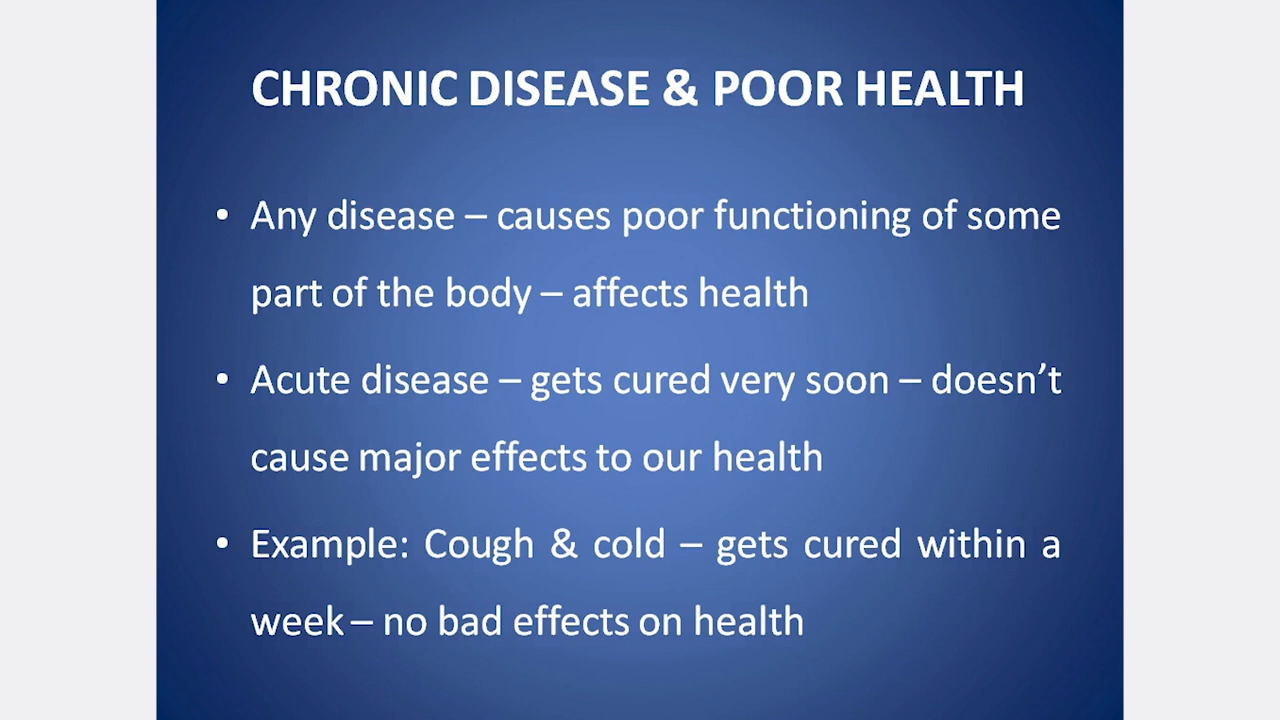 CHRONIC DISEASE & POOR HEALTH
• Any disease – causes poor functioning of some
part of the body – affects health
• Acute disease – gets cured very soon – doesn’t
cause major effects to our health
• Example: Cough & cold – gets cured within a
week – no bad effects on health